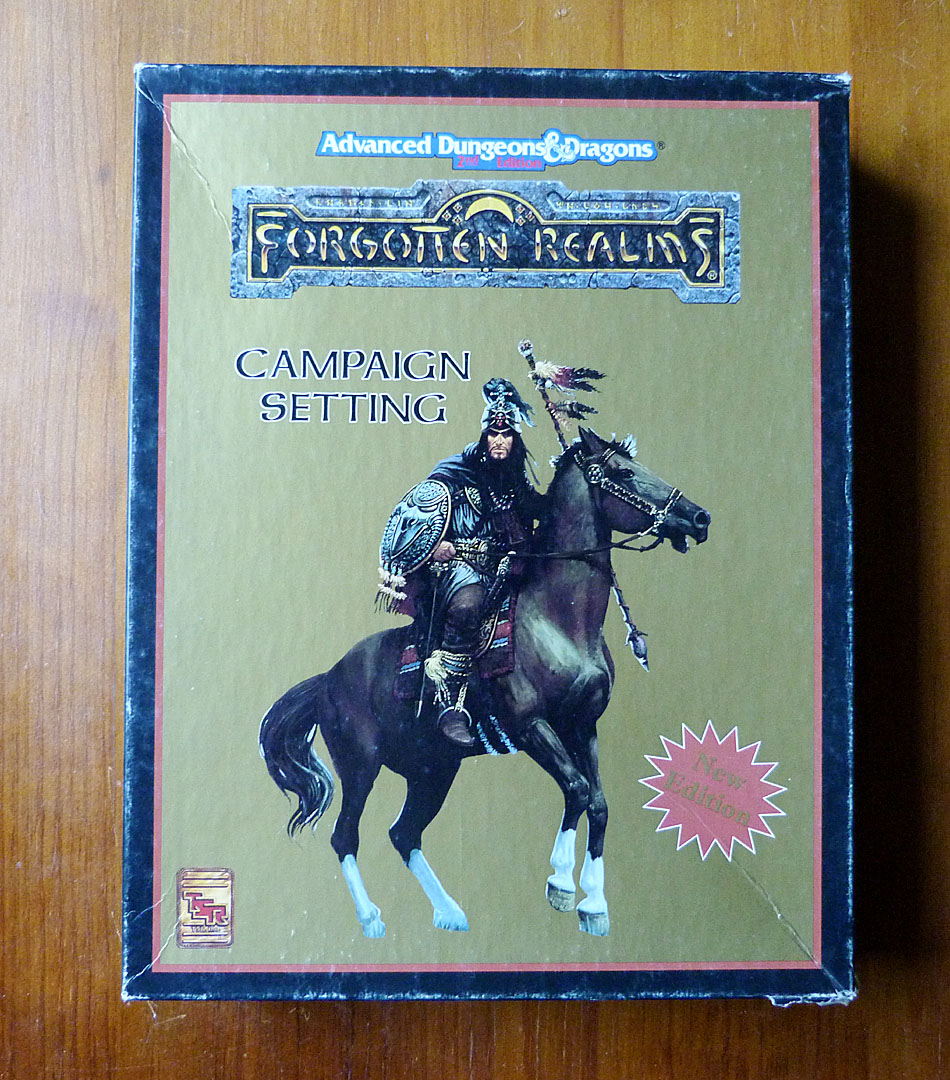 Advanced Dungeons & Dragons®
2nd Edition
FORGOTTEN REALMS®
CAMPAIGN
SETTING
New
Edition
TSR